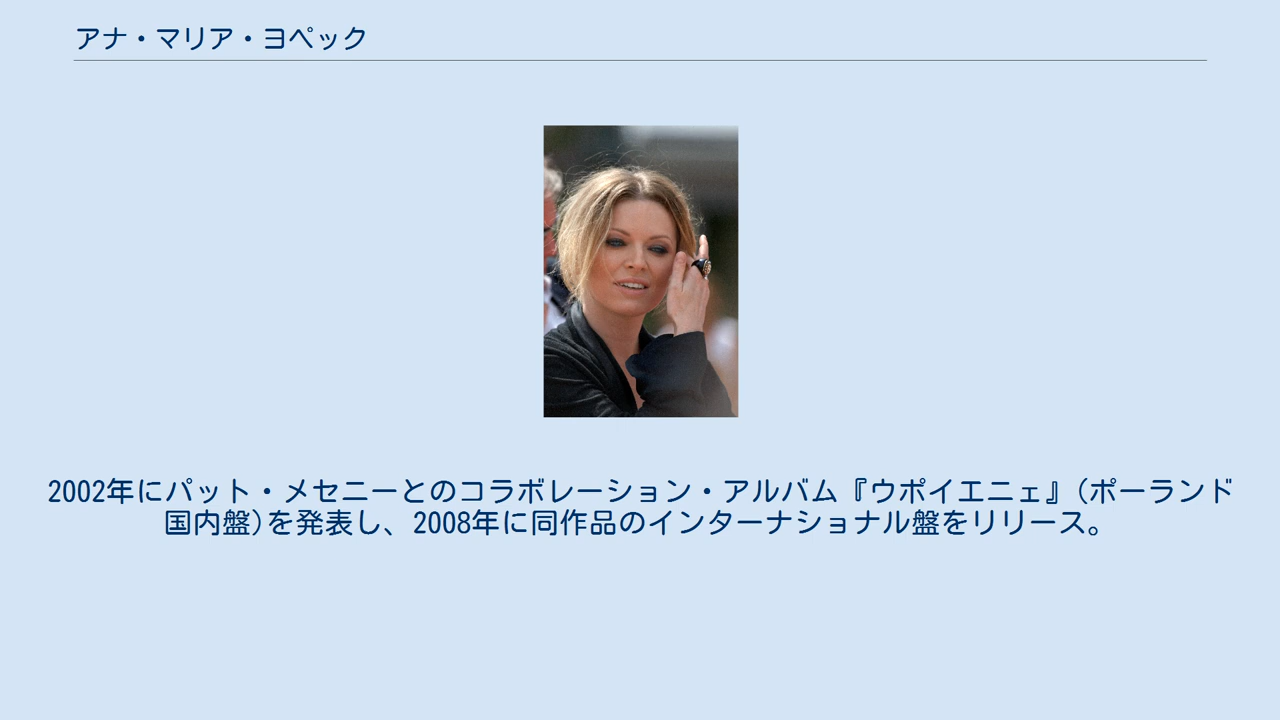 アナ・マリア・ヨペック
2002年にパット・メセニーとのコラボレーション・アルバム『ウポイエニェ』(ポーランド
国内盤)を発表し、2008年に同作品のインターナショナル盤をリリース。